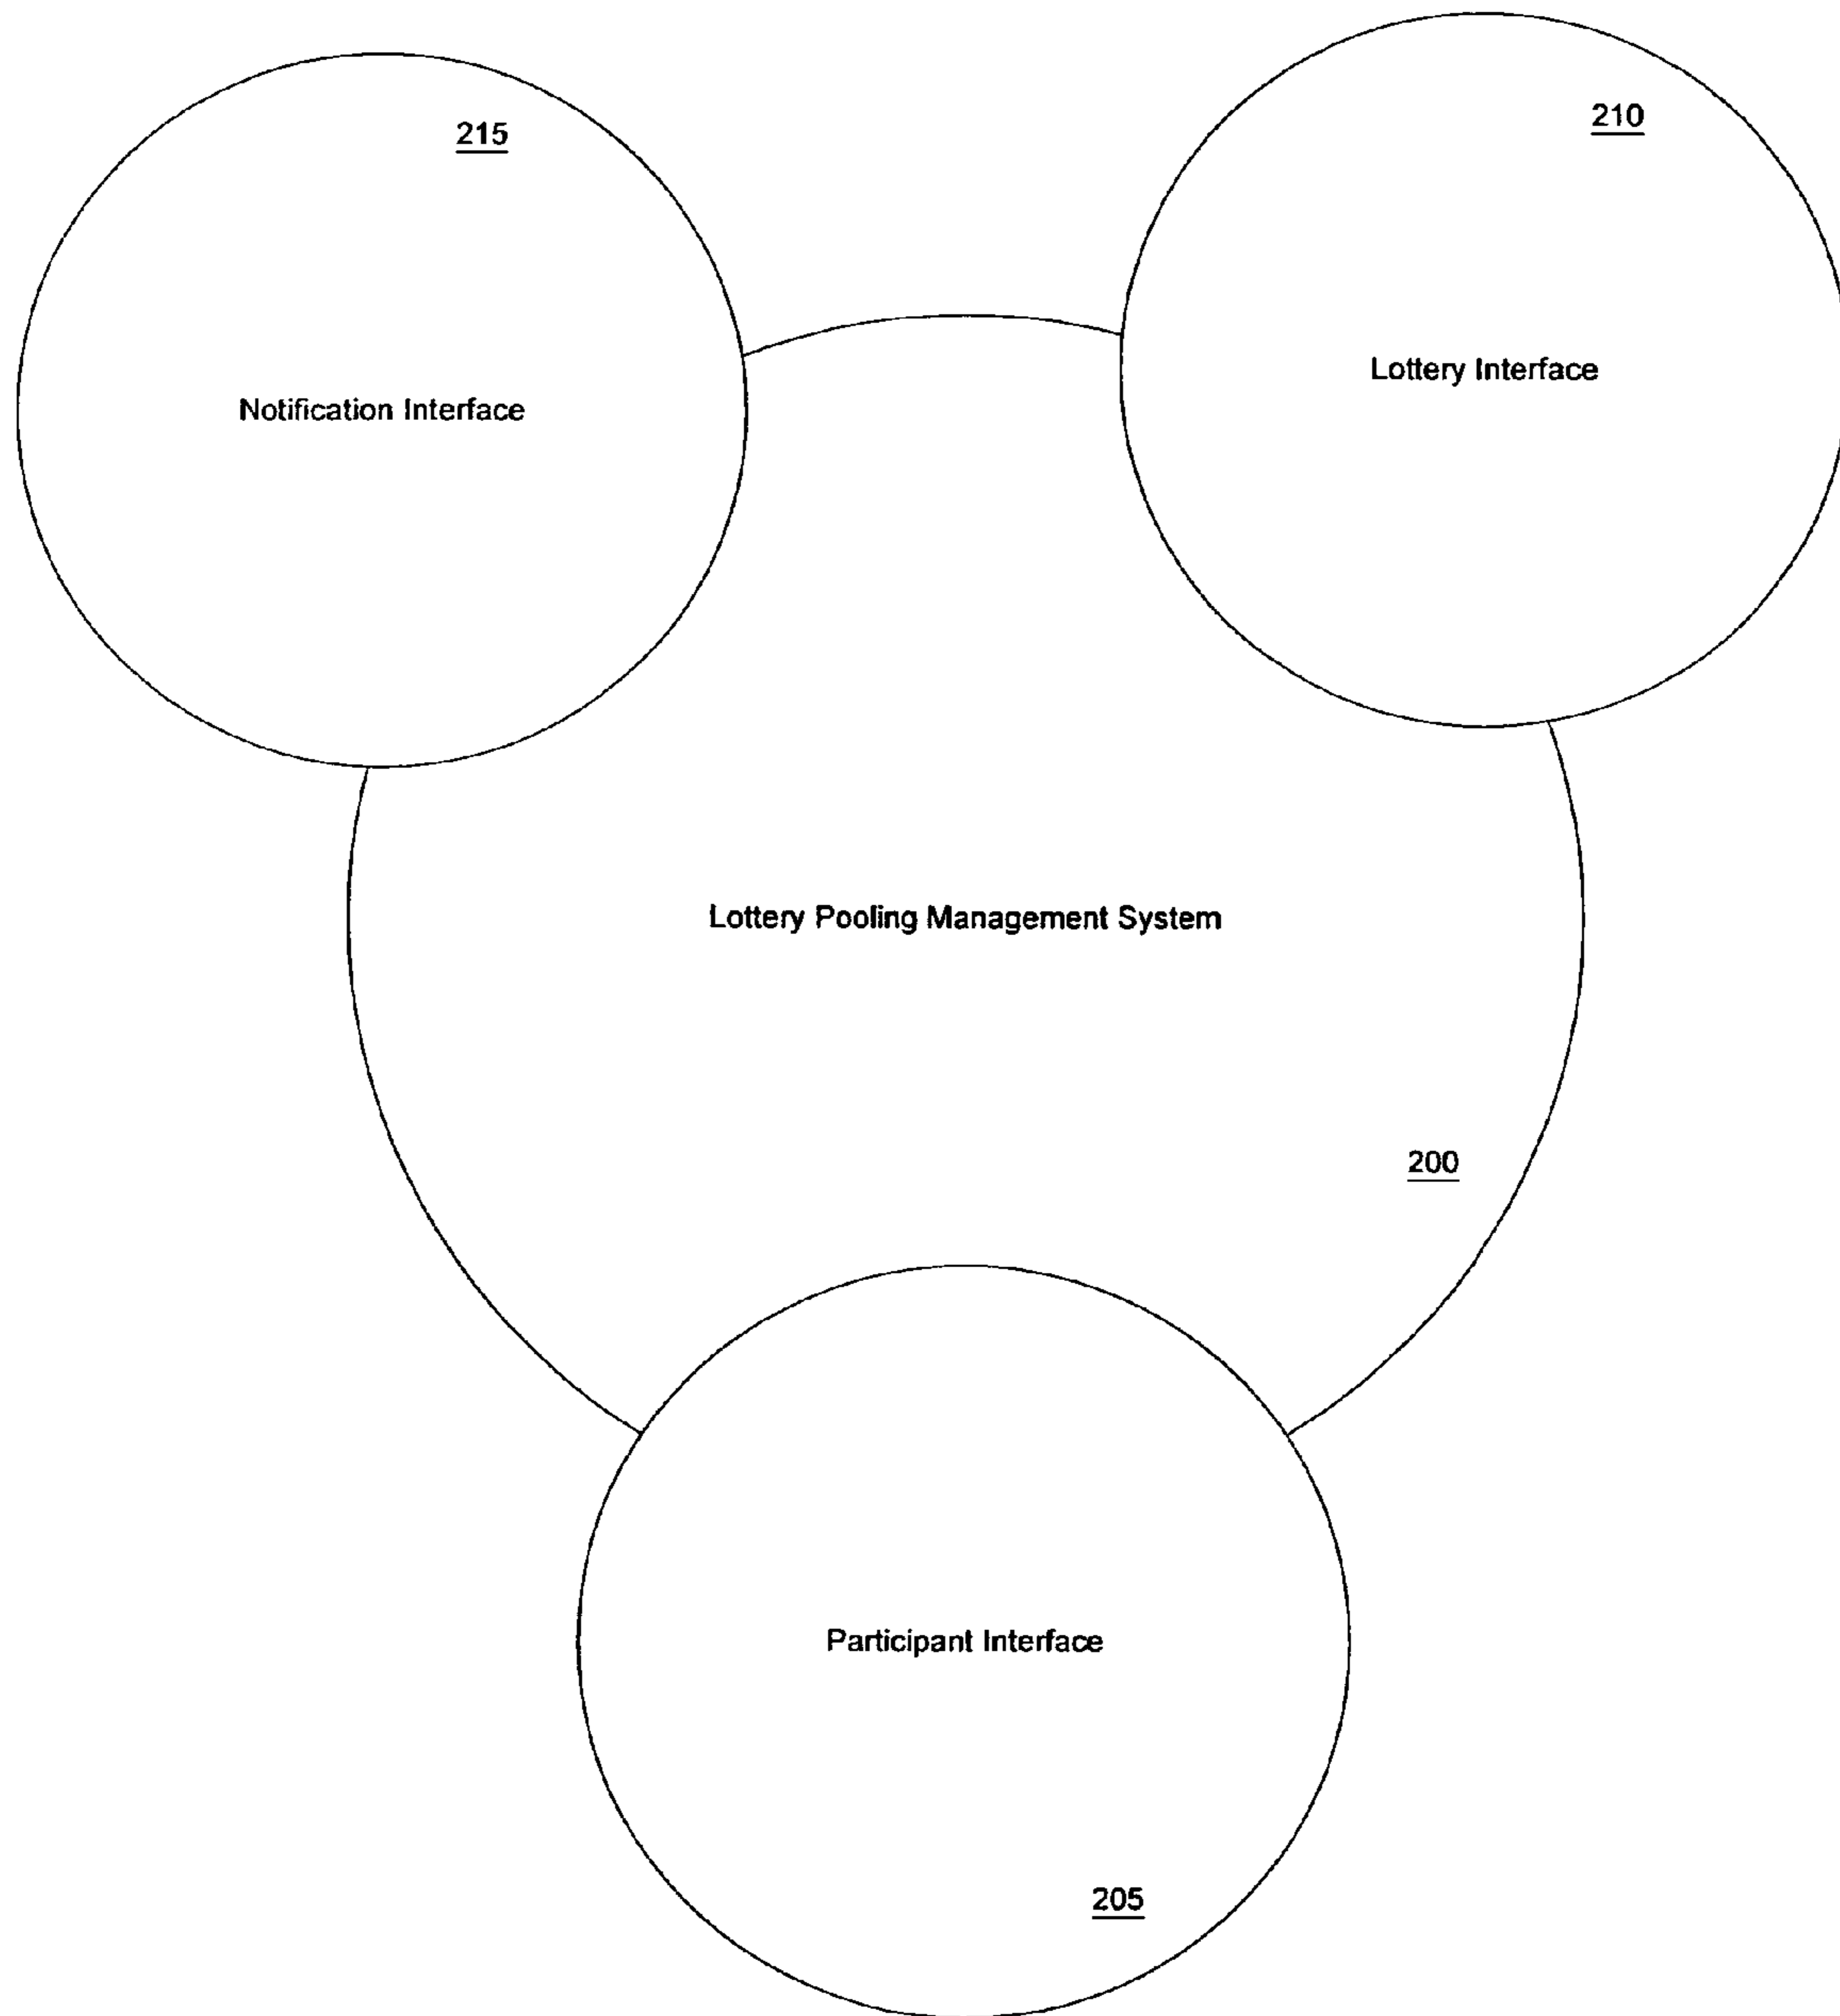 210
215
Lottery Interface
Notification Interface
Lottery Pooling Management System
200
Participant Interface
205